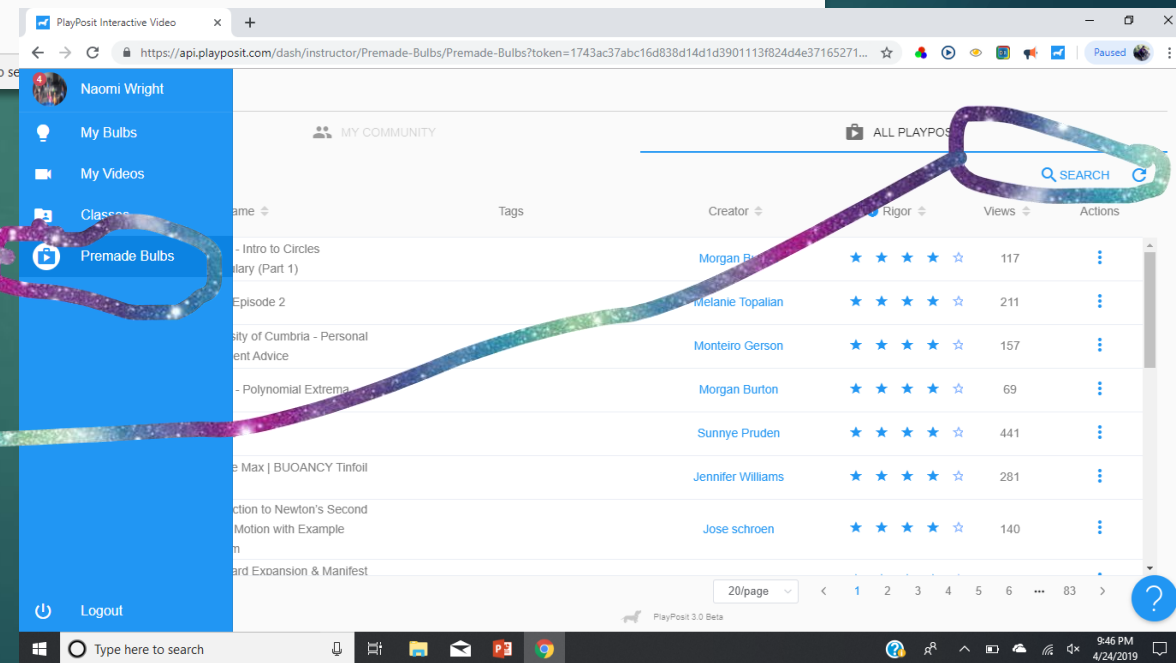 PlayPosit Interactive Video
https://api.playposit.com/dash/instructor/Premade-Bulbs/Premade-Bulbs?token=1743ac37abc16d838d14d1d3901113f824d4e37165271...
Paused
4
Naomi Wright
My Bulbs
My Videos
Classes
Premade Bulbs
Logout
MY COMMUNITY
ALL PLAYPOS
SEARCH
ame Tags Creator Rigor Views Actions
- Intro to Circles
ulary (Part 1) Morgan Bu 117
Episode 2 Melanie Topalian 211
sity of Cumbria - Personal
ent Advice Monteiro Gerson 157
- Polynomial Extrema Morgan Burton 69
Sunnye Pruden 441
e Max | BUOANCY Tinfoil
Jennifer Williams 281
ction to Newton's Second
Motion with Example
m Jose schroen 140
ard Expansion & Manifest
20/page 1 2 3 4 5 6 ••• 83
PlayPosit 3.0 Beta
?
Type here to search
9:46 PM
4/24/2019